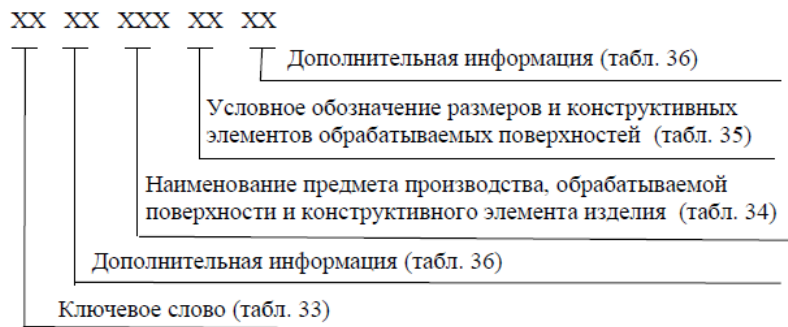 XX XX XXX XX XX
Дополнительная информация (табл. 36)
Условное обозначение размеров и конструктивных
элементов обрабатываемых поверхностей (табл. 35)
Наименование предмета производства, обрабатываемой
поверхности и конструктивного элемента изделия (табл. 34)
Дополнительная информация (табл. 36)
Ключевое слово (табл. 33)